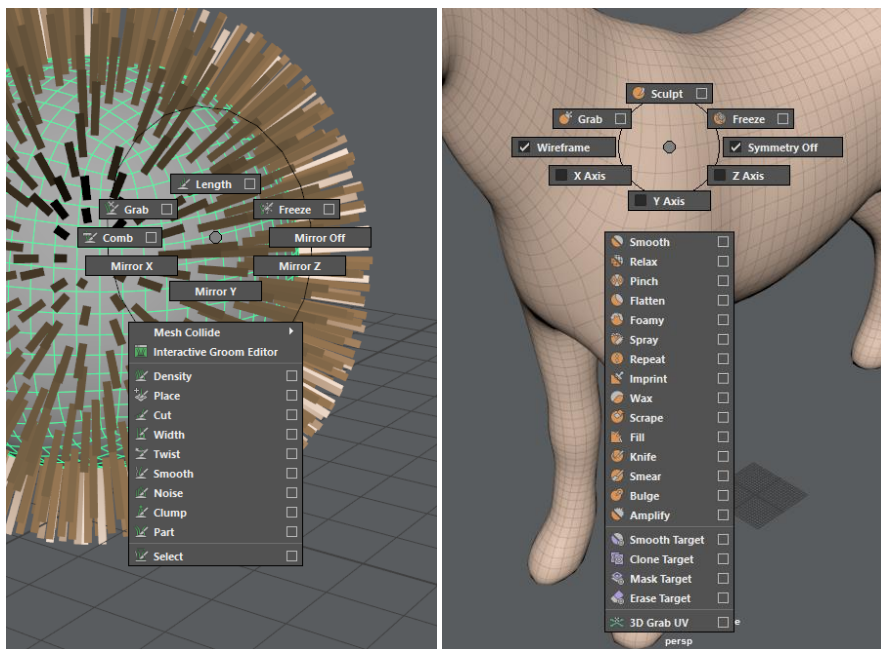 Length
Grab
Freeze
Comb
Mirror Off
Mirror X
Mirror Z
Mirror Y
Mesh Collide
Interactive Groom Editor
Density
Place
Cut
Width
Twist
Smooth
Noise
Clump
Part
Select
Sculpt
Grab
Freeze
Wireframe
Symmetry Off
X Axis
Z Axis
Y Axis
Smooth
Relax
Pinch
Flatten
Foamy
Spray
Repeat
Imprint
Wax
Scrape
Fill
Knife
Smear
Bulge
Amplify
Smooth Target
Clone Target
Mask Target
Erase Target
3D Grab UV
persp